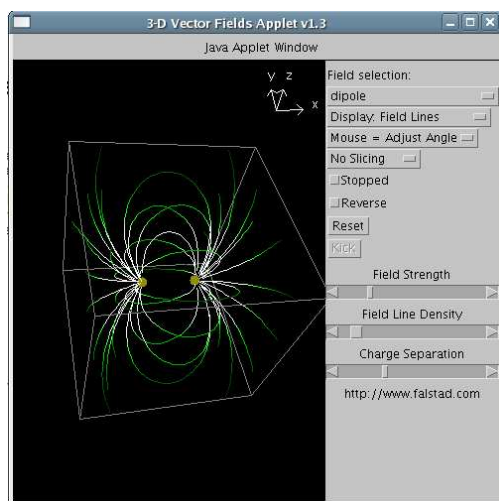 3-D Vector Fields Applet v1.3
Java Applet Window
y z
x
Field selection:
dipole
Display: Field Lines
Mouse = Adjust Angle
No Slicing
Stopped
Reverse
Reset
Kick
Field Strength
Field Line Density
Charge Separation
http://www.falstad.com